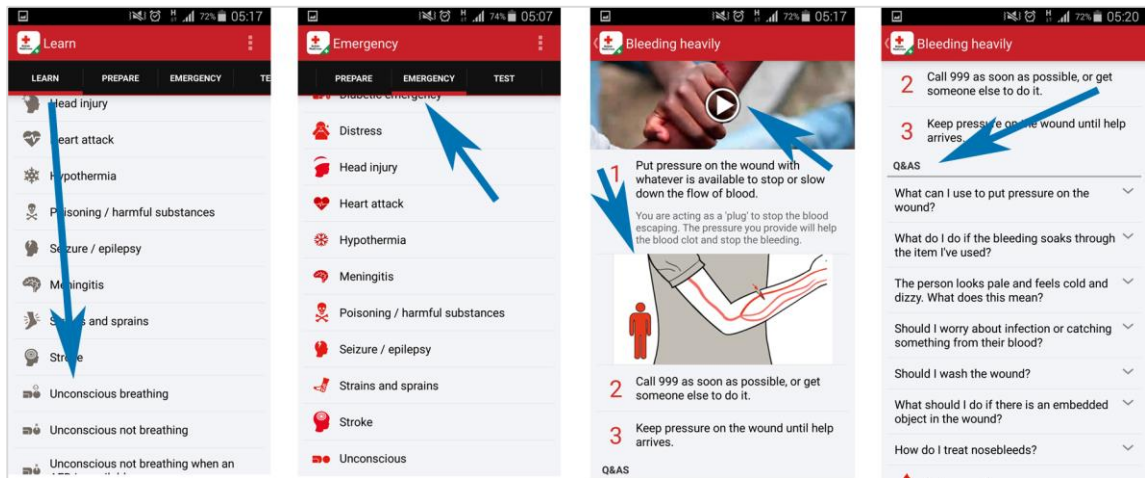 72% 05:17
Learn
LEARN PREPARE EMERGENCY TE
Head injury
Heart attack
Hypothermia
Poisoning / harmful substances
Seizure / epilepsy
Meningitis
Strains and sprains
Stroke
Unconscious breathing
Unconscious not breathing
Unconscious not breathing when an
74% 05:07
Emergency
PREPARE EMERGENCY TEST
Diabetic emergency
Distress
Head injury
Heart attack
Hypothermia
Meningitis
Poisoning / harmful substances
Seizure / epilepsy
Strains and sprains
Stroke
Unconscious
72% 05:17
Bleeding heavily
1 Put pressure on the wound with
whatever is available to stop or slow
down the flow of blood.
You are acting as a 'plug' to stop the blood
escaping. The pressure you provide will help
the blood clot and stop the bleeding.
2 Call 999 as soon as possible, or get
someone else to do it.
3 Keep pressure on the wound until help
arrives.
Q&AS
72% 05:20
Bleeding heavily
2 Call 999 as soon as possible, or get
someone else to do it.
3 Keep pressure on the wound until help
arrives.
Q&AS
What can I use to put pressure on the
wound?
What do I do if the bleeding soaks through
the item I've used?
The person looks pale and feels cold and
dizzy. What does this mean?
Should I worry about infection or catching
something from their blood?
Should I wash the wound?
What should I do if there is an embedded
object in the wound?
How do I treat nosebleeds?